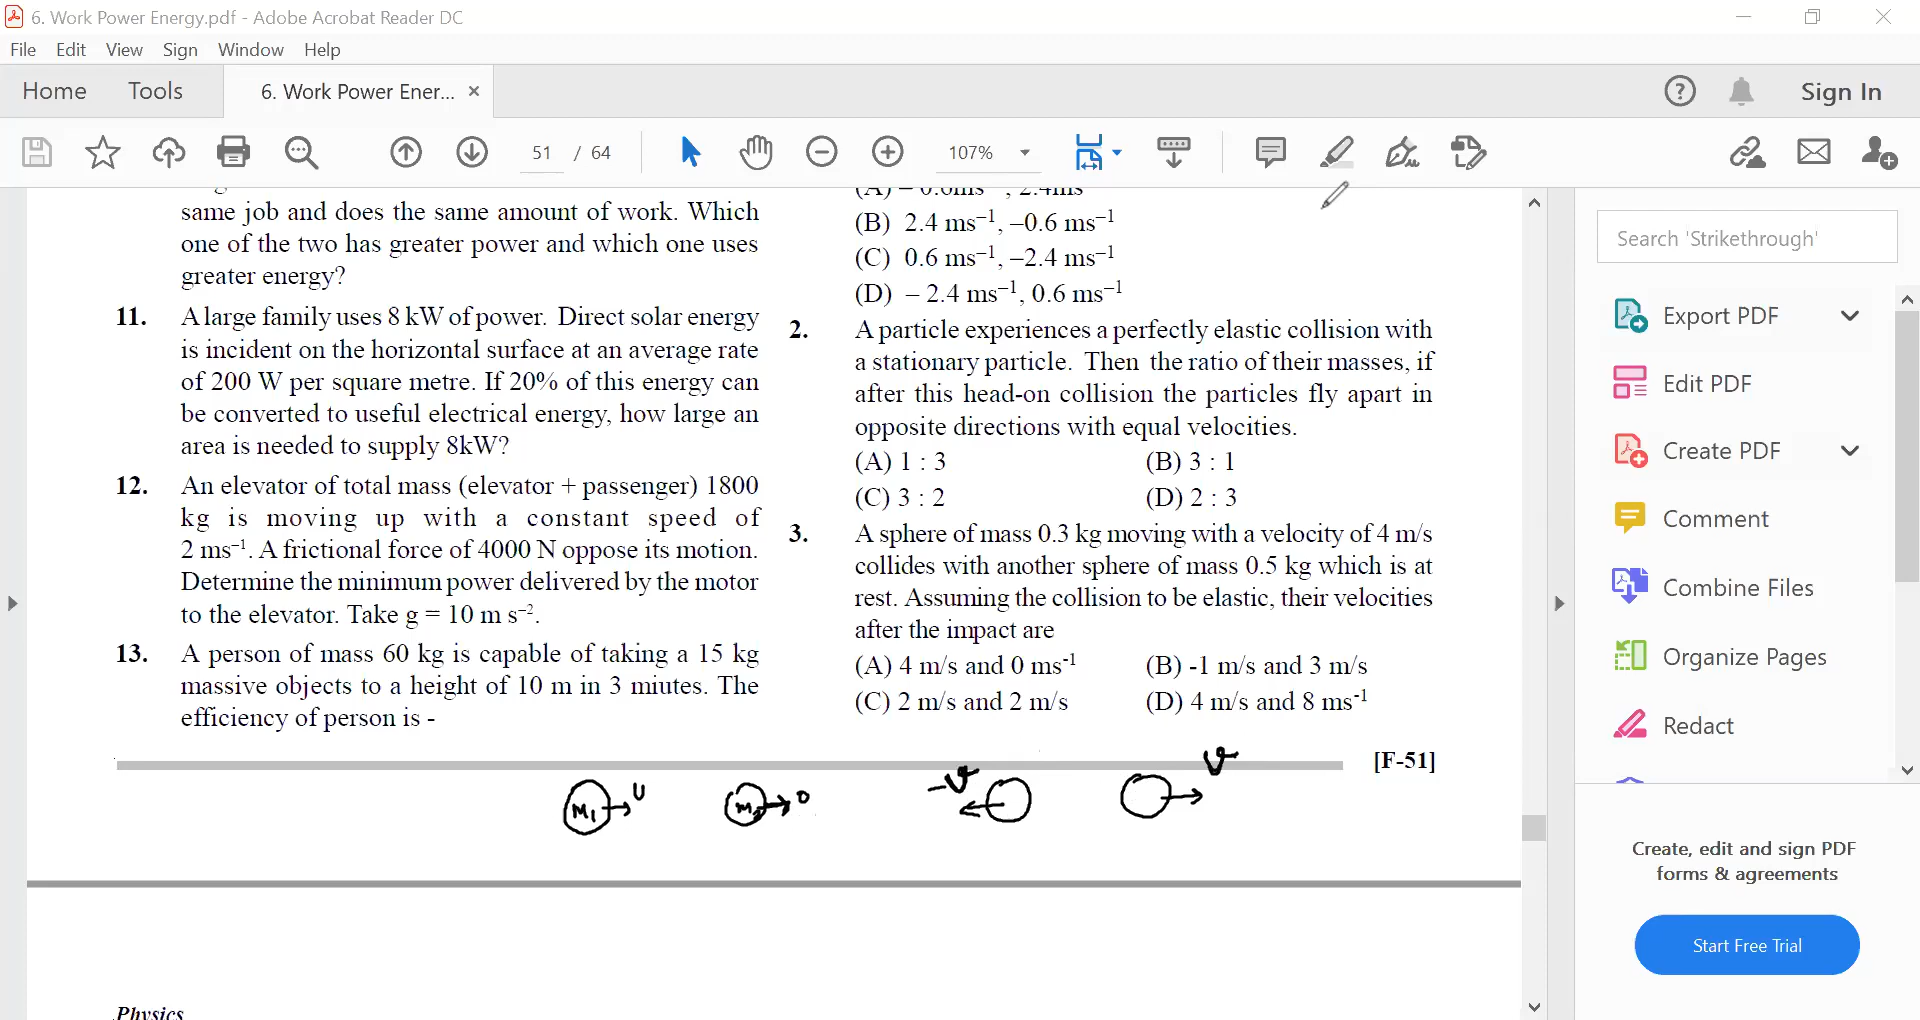 6. Work Power Energy.pdf - Adobe Acrobat Reader DC
File Edit View Sign Window Help
Home Tools 6. Work Power Ener... × Sign In
51 / 64 107%
same job and does the same amount of work. Which
one of the two has greater power and which one uses
greater energy?
11. A large family uses 8 kW of power. Direct solar energy
is incident on the horizontal surface at an average rate
of 200 W per square metre. If 20% of this energy can
be converted to useful electrical energy, how large an
area is needed to supply 8kW?
12. An elevator of total mass (elevator + passenger) 1800
kg is moving up with a constant speed of
2 ms⁻¹. A frictional force of 4000 N oppose its motion.
Determine the minimum power delivered by the motor
to the elevator. Take g = 10 m s⁻².
13. A person of mass 60 kg is capable of taking a 15 kg
massive objects to a height of 10 m in 3 miutes. The
efficiency of person is -
(A) – 0.6ms⁻¹, 2.4ms
(B) 2.4 ms⁻¹, –0.6 ms⁻¹
(C) 0.6 ms⁻¹, –2.4 ms⁻¹
(D) – 2.4 ms⁻¹, 0.6 ms⁻¹
2. A particle experiences a perfectly elastic collision with
a stationary particle. Then the ratio of their masses, if
after this head-on collision the particles fly apart in
opposite directions with equal velocities.
(A) 1 : 3 (B) 3 : 1
(C) 3 : 2 (D) 2 : 3
3. A sphere of mass 0.3 kg moving with a velocity of 4 m/s
collides with another sphere of mass 0.5 kg which is at
rest. Assuming the collision to be elastic, their velocities
after the impact are
(A) 4 m/s and 0 ms⁻¹ (B) -1 m/s and 3 m/s
(C) 2 m/s and 2 m/s (D) 4 m/s and 8 ms⁻¹
[F-51]
M₁ U M₂ 0 -V V
Physics
Search 'Strikethrough'
Export PDF
Edit PDF
Create PDF
Comment
Combine Files
Organize Pages
Redact
Create, edit and sign PDF
forms & agreements
Start Free Trial